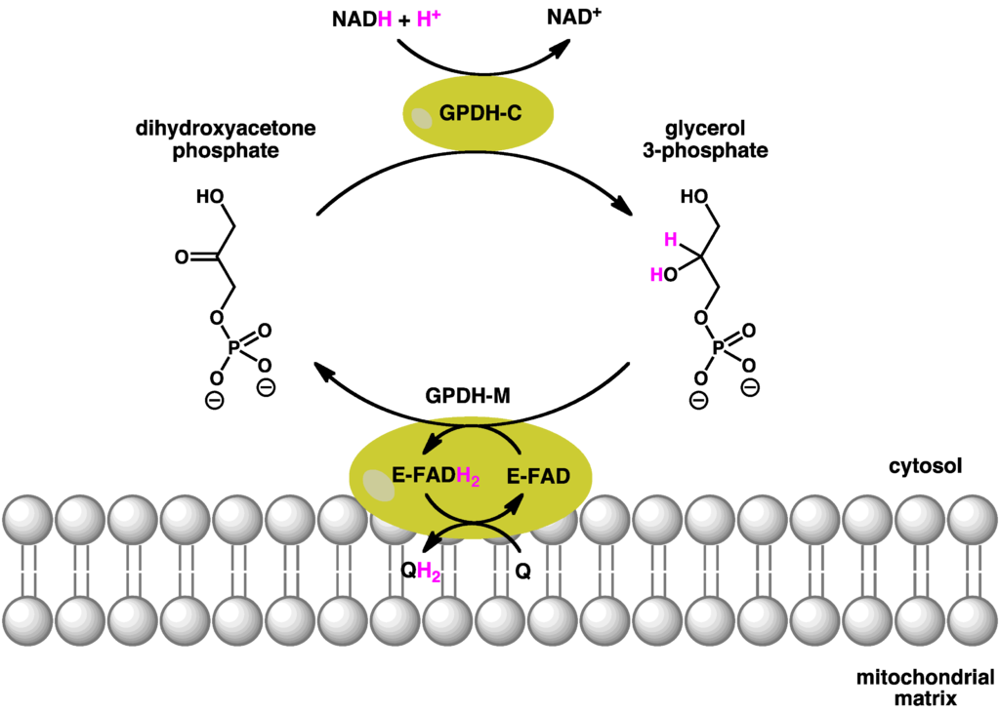 NADH + H⁺
NAD⁺
GPDH-C
dihydroxyacetone
phosphate
glycerol
3-phosphate
HO
O
O
P
O
O
O
⊖
⊖
HO
H
HO
O
P
O
O
O
⊖
⊖
GPDH-M
E-FADH₂
E-FAD
QH₂
Q
cytosol
mitochondrial
matrix